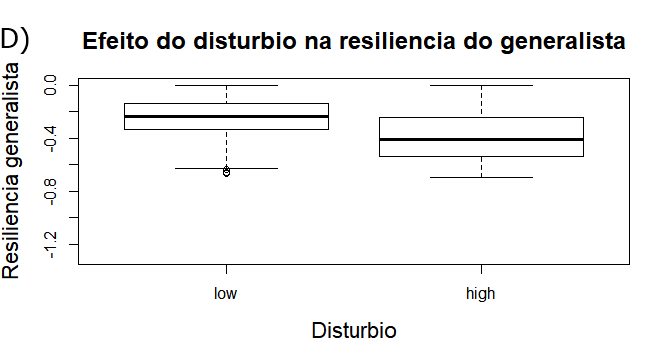 D)
Efeito do disturbio na resiliencia do generalista
Resiliencia generalista
0.0
-0.4
-0.8
-1.2
low
high
Disturbio